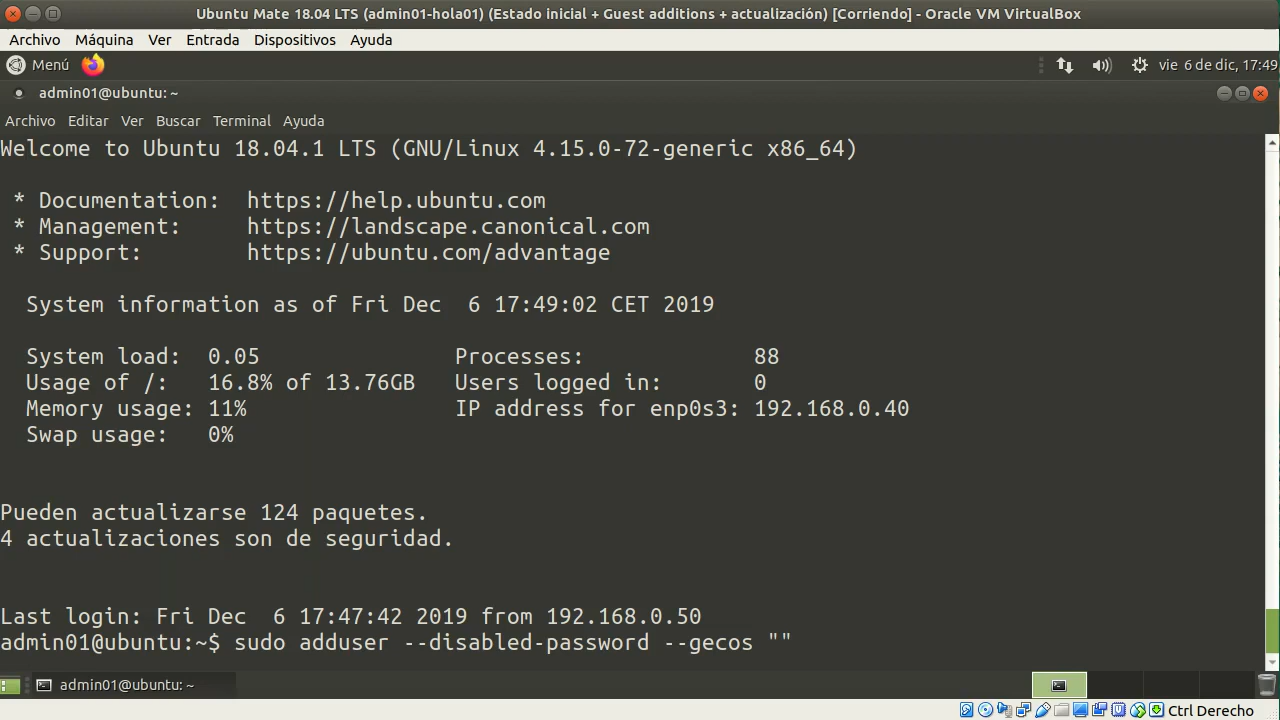 Ubuntu Mate 18.04 LTS (admin01-hola01) (Estado inicial + Guest additions + actualización) [Corriendo] - Oracle VM VirtualBox
Archivo Máquina Ver Entrada Dispositivos Ayuda
Menú vie 6 de dic, 17:49
admin01@ubuntu: ~
Archivo Editar Ver Buscar Terminal Ayuda
Welcome to Ubuntu 18.04.1 LTS (GNU/Linux 4.15.0-72-generic x86_64)
* Documentation: https://help.ubuntu.com
* Management: https://landscape.canonical.com
* Support: https://ubuntu.com/advantage
System information as of Fri Dec 6 17:49:02 CET 2019
System load: 0.05 Processes: 88
Usage of /: 16.8% of 13.76GB Users logged in: 0
Memory usage: 11% IP address for enp0s3: 192.168.0.40
Swap usage: 0%
Pueden actualizarse 124 paquetes.
4 actualizaciones son de seguridad.
Last login: Fri Dec 6 17:47:42 2019 from 192.168.0.50
admin01@ubuntu:~$ sudo adduser --disabled-password --gecos ""
admin01@ubuntu: ~
Ctrl Derecho